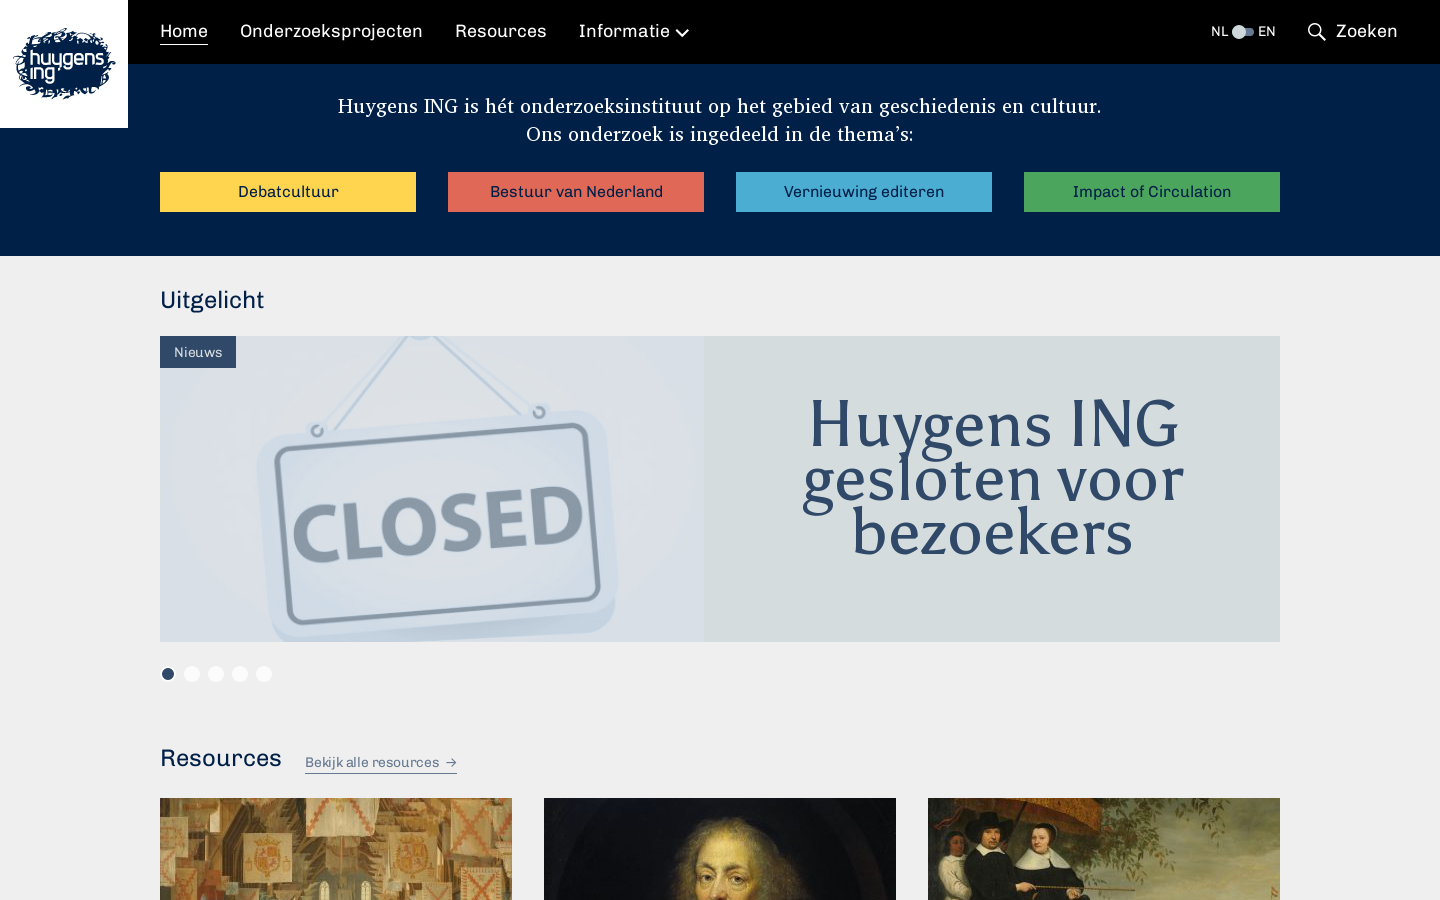 huygens
ing
Home
Onderzoeksprojecten
Resources
Informatie
NL
EN
Zoeken
Huygens ING is hét onderzoeksinstituut op het gebied van geschiedenis en cultuur.
Ons onderzoek is ingedeeld in de thema’s:
Debatcultuur
Bestuur van Nederland
Vernieuwing editeren
Impact of Circulation
Uitgelicht
Nieuws
CLOSED
Huygens ING
gesloten voor
bezoekers
Resources
Bekijk alle resources →